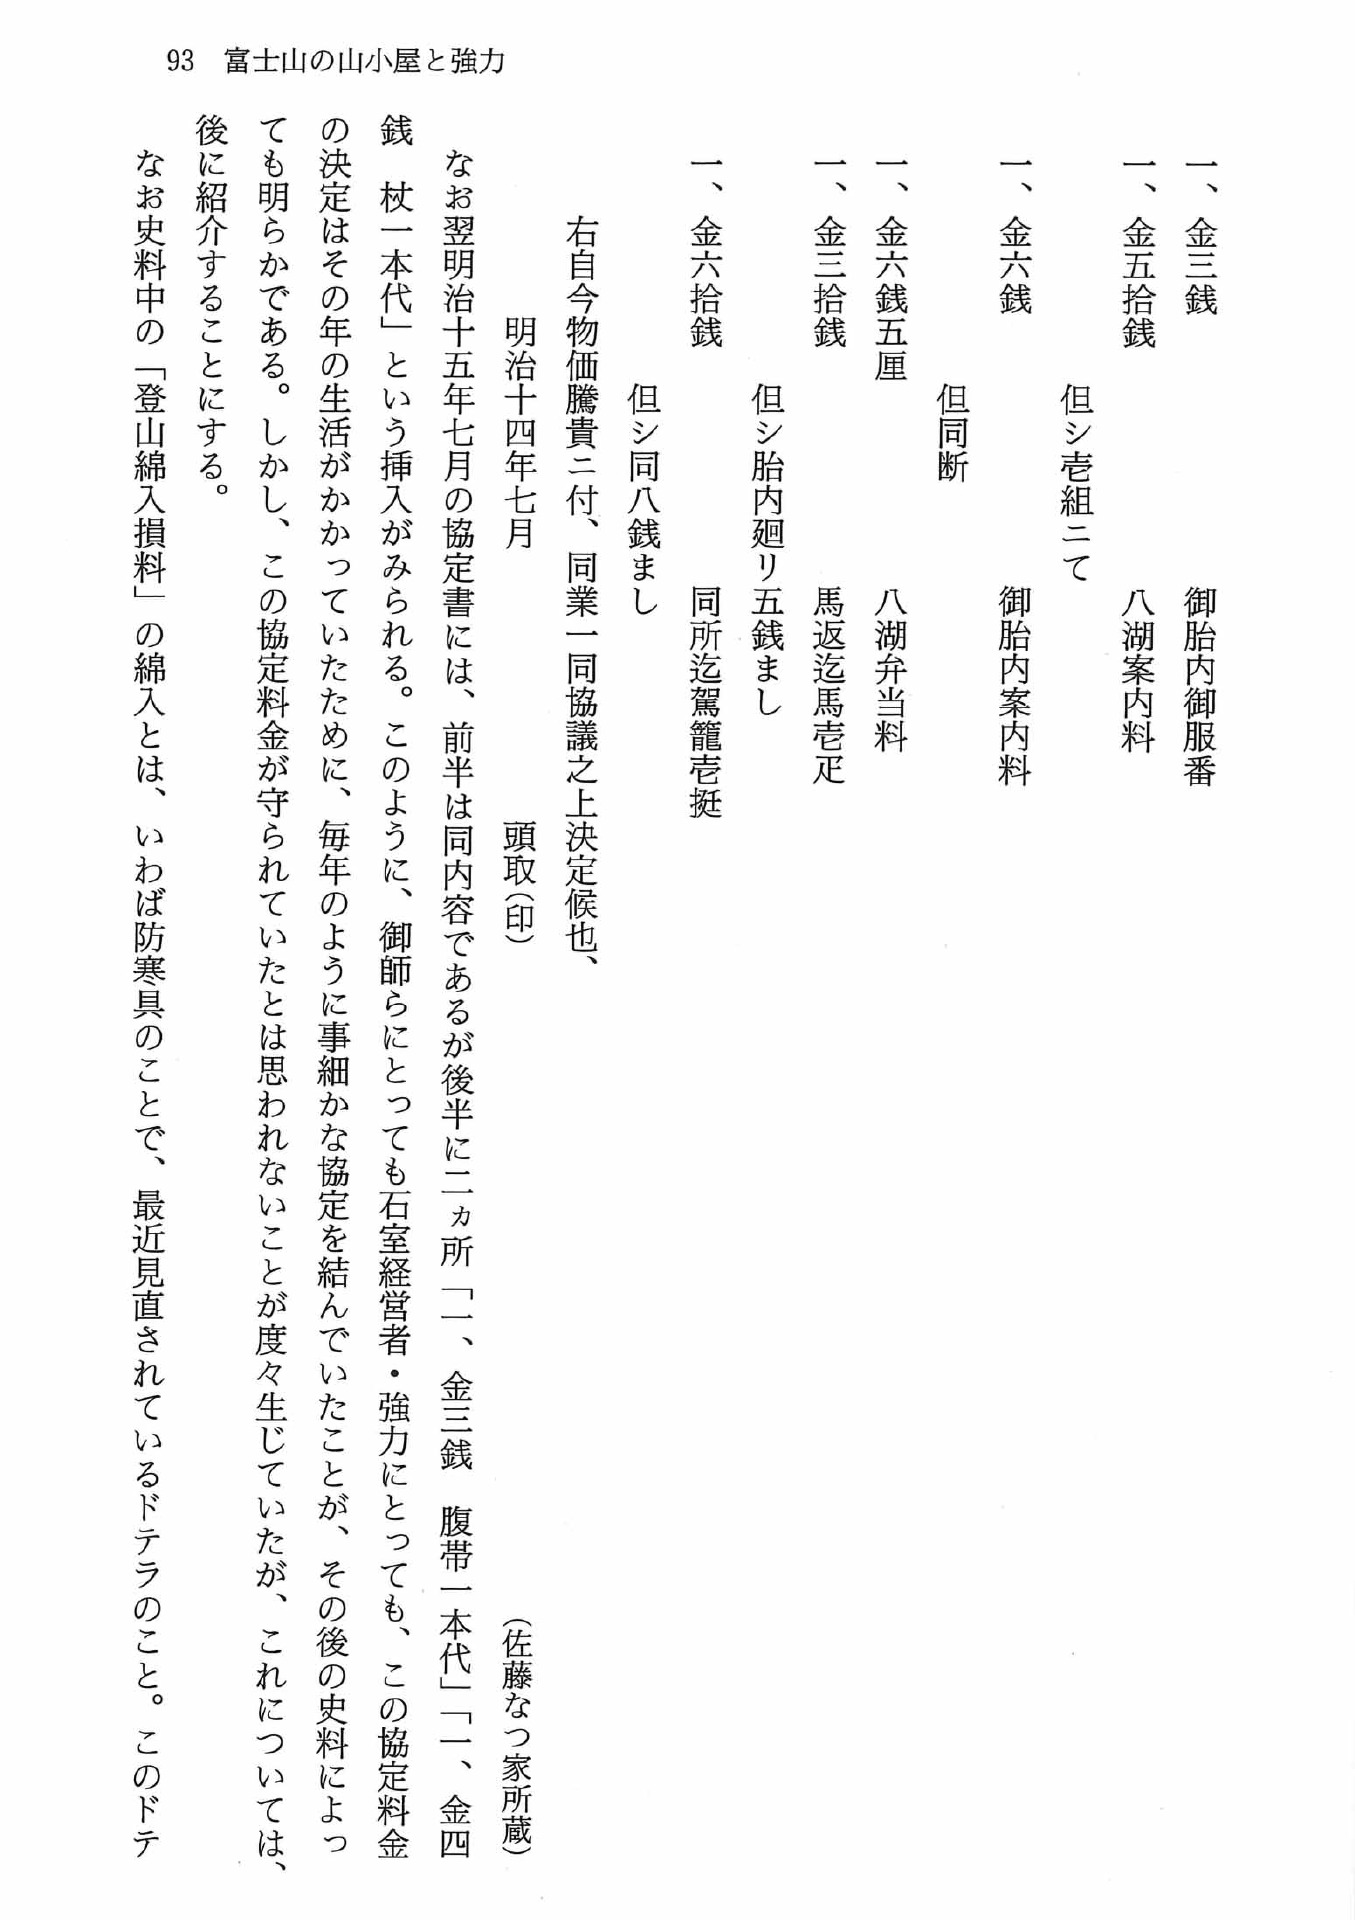 93　富士山の山小屋と強力
一、金三銭　　　　　　　　御胎内御服番
一、金五拾銭　　　　　　　八湖案内料
但シ壱組ニて
一、金六銭　　　　　　　　御胎内案内料
但同断
一、金六銭五厘　　　　　　八湖弁当料
一、金三拾銭　　　　　　　馬返迄馬壱疋
但シ胎内廻リ五銭まし
一、金六拾銭　　　　　　　同所迄駕籠壱挺
但シ同八銭まし
右自今物価騰貴ニ付、同業一同協議之上決定候也、
明治十四年七月　　　　　　　　頭取(印)　　　　　　　　(佐藤なつ家所蔵)
なお翌明治十五年七月の協定書には、前半は同内容であるが後半に二ヵ所「一、金三銭　腹帯一本代」「一、金四
銭　杖一本代」という挿入がみられる。このように、御師らにとっても石室経営者・強力にとっても、この協定料金
の決定はその年の生活がかかっていたために、毎年のように事細かな協定を結んでいたことが、その後の史料によっ
ても明らかである。しかし、この協定料金が守られていたとは思われないことが度々生じていたが、これについては、
後に紹介することにする。
なお史料中の「登山綿入損料」の綿入とは、いわば防寒具のことで、最近見直されているドテラのこと。このドテ